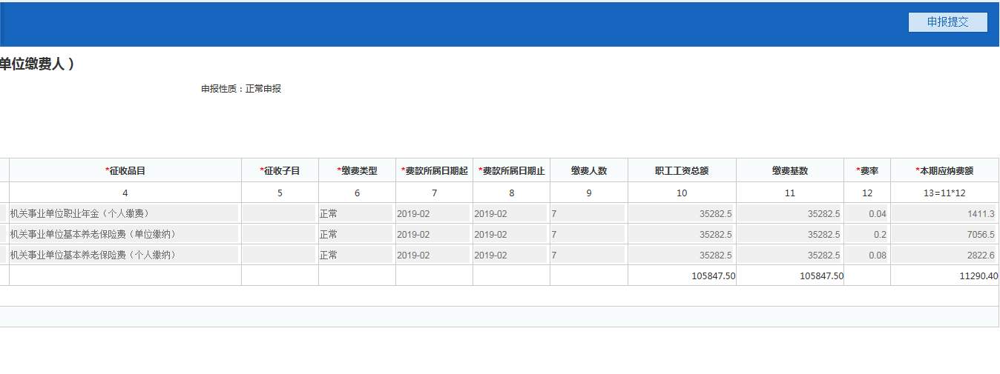 申报提交
单位缴费人）
申报性质：正常申报
*征收品目 *征收子目 *缴费类型 *费款所属日期起 *费款所属日期止 缴费人数 职工工资总额 缴费基数 *费率 *本期应纳费额
4 5 6 7 8 9 10 11 12 13=11*12
机关事业单位职业年金（个人缴费） 正常 2019-02 2019-02 7 35282.5 35282.5 0.04 1411.3
机关事业单位基本养老保险费（单位缴纳） 正常 2019-02 2019-02 7 35282.5 35282.5 0.2 7056.5
机关事业单位基本养老保险费（个人缴纳） 正常 2019-02 2019-02 7 35282.5 35282.5 0.08 2822.6
105847.50 105847.50 11290.40